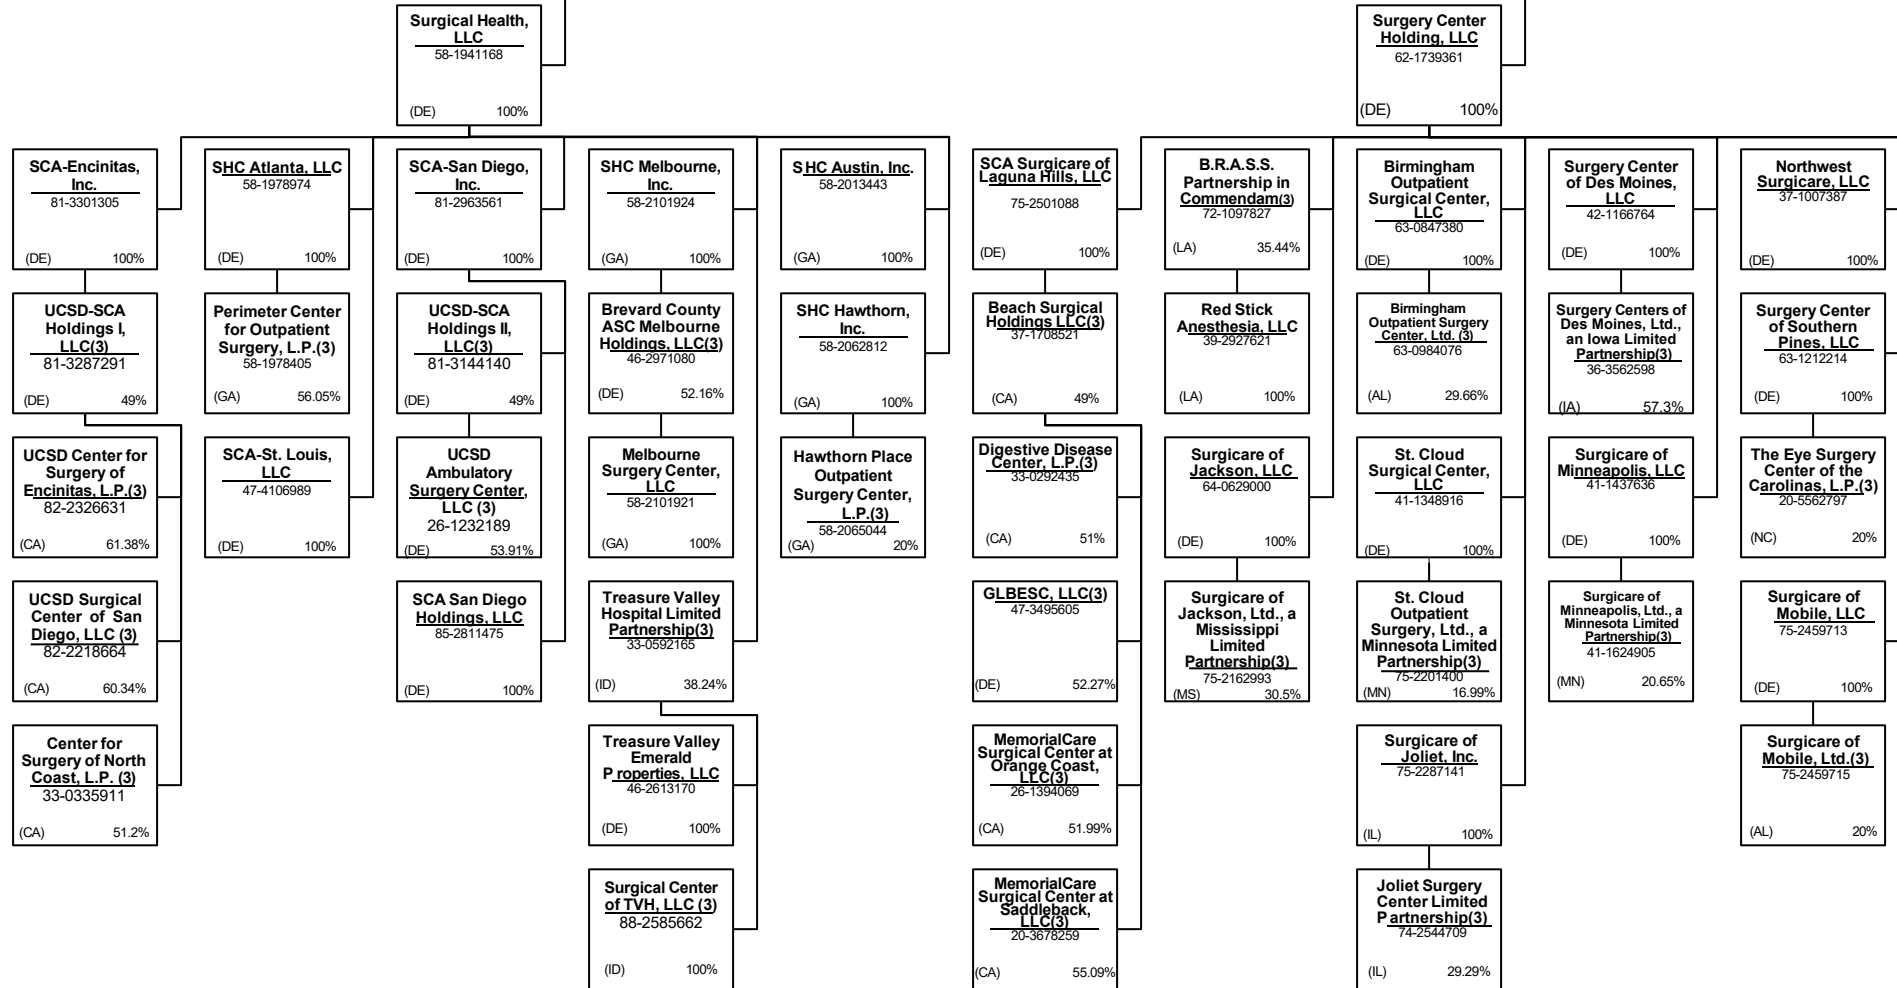 Surgical Health,
LLC
58-1941168
(DE) 100%
Surgery Center
Holding, LLC
62-1739361
(DE) 100%
SCA-Encinitas,
Inc.
81-3301305
(DE) 100%
SHC Atlanta, LLC
58-1978974
(DE) 100%
SCA-San Diego,
Inc.
81-2963561
(DE) 100%
SHC Melbourne,
Inc.
58-2101924
(GA) 100%
SHC Austin, Inc.
58-2013443
(GA) 100%
SCA Surgicare of
Laguna Hills, LLC
75-2501088
(DE) 100%
B.R.A.S.S.
Partnership in
Commendam(3)
72-1097827
(LA) 35.44%
Birmingham
Outpatient
Surgical Center,
LLC
63-0847380
(DE) 100%
Surgery Center
of Des Moines,
LLC
42-1166764
(DE) 100%
Northwest
Surgicare, LLC
37-1007387
(DE) 100%
UCSD-SCA
Holdings I,
LLC(3)
81-3287291
(DE) 49%
Perimeter Center
for Outpatient
Surgery, L.P.(3)
58-1978405
(GA) 56.05%
UCSD-SCA
Holdings II,
LLC(3)
81-3144140
(DE) 49%
Brevard County
ASC Melbourne
Holdings, LLC(3)
46-2971080
(DE) 52.16%
SHC Hawthorn,
Inc.
58-2062812
(GA) 100%
Beach Surgical
Holdings LLC(3)
37-1708521
(CA) 49%
Red Stick
Anesthesia, LLC
39-2927621
(LA) 100%
Birmingham
Outpatient Surgery
Center, Ltd. (3)
63-0984076
(AL) 29.66%
Surgery Centers of
Des Moines, Ltd.,
an Iowa Limited
Partnership(3)
36-3562598
(IA) 57.3%
Surgery Center
of Southern
Pines, LLC
63-1212214
(DE) 100%
UCSD Center for
Surgery of
Encinitas, L.P.(3)
82-2326631
(CA) 61.38%
SCA-St. Louis,
LLC
47-4106989
(DE) 100%
UCSD
Ambulatory
Surgery Center,
LLC (3)
26-1232189
(DE) 53.91%
Melbourne
Surgery Center,
LLC
58-2101921
(GA) 100%
Hawthorn Place
Outpatient
Surgery Center,
L.P.(3)
58-2065044
(GA) 20%
Digestive Disease
Center, L.P.(3)
33-0292435
(CA) 51%
Surgicare of
Jackson, LLC
64-0629000
(DE) 100%
St. Cloud
Surgical Center,
LLC
41-1348916
(DE) 100%
Surgicare of
Minneapolis, LLC
41-1437636
(DE) 100%
The Eye Surgery
Center of the
Carolinas, L.P.(3)
20-5562797
(NC) 20%
UCSD Surgical
Center of San
Diego, LLC (3)
82-2218664
(CA) 60.34%
SCA San Diego
Holdings, LLC
85-2811475
(DE) 100%
Treasure Valley
Hospital Limited
Partnership(3)
33-0592165
(ID) 38.24%
GLBESC, LLC(3)
47-3495605
(DE) 52.27%
Surgicare of
Jackson, Ltd., a
Mississippi
Limited
Partnership(3)
75-2162993
(MS) 30.5%
St. Cloud
Outpatient
Surgery, Ltd., a
Minnesota Limited
Partnership(3)
75-2201400
(MN) 16.99%
Surgicare of
Minneapolis, Ltd., a
Minnesota Limited
Partnership(3)
41-1624905
(MN) 20.65%
Surgicare of
Mobile, LLC
75-2459713
(DE) 100%
Center for
Surgery of North
Coast, L.P. (3)
33-0335911
(CA) 51.2%
Treasure Valley
Emerald
Properties, LLC
46-2613170
(DE) 100%
MemorialCare
Surgical Center at
Orange Coast,
LLC(3)
26-1394069
(CA) 51.99%
Surgicare of
Joliet, Inc.
75-2287141
(IL) 100%
Surgicare of
Mobile, Ltd.(3)
75-2459715
(AL) 20%
Surgical Center
of TVH, LLC (3)
88-2585662
(ID) 100%
MemorialCare
Surgical Center at
Saddleback,
LLC(3)
20-3678259
(CA) 55.09%
Joliet Surgery
Center Limited
Partnership(3)
74-2544709
(IL) 29.29%